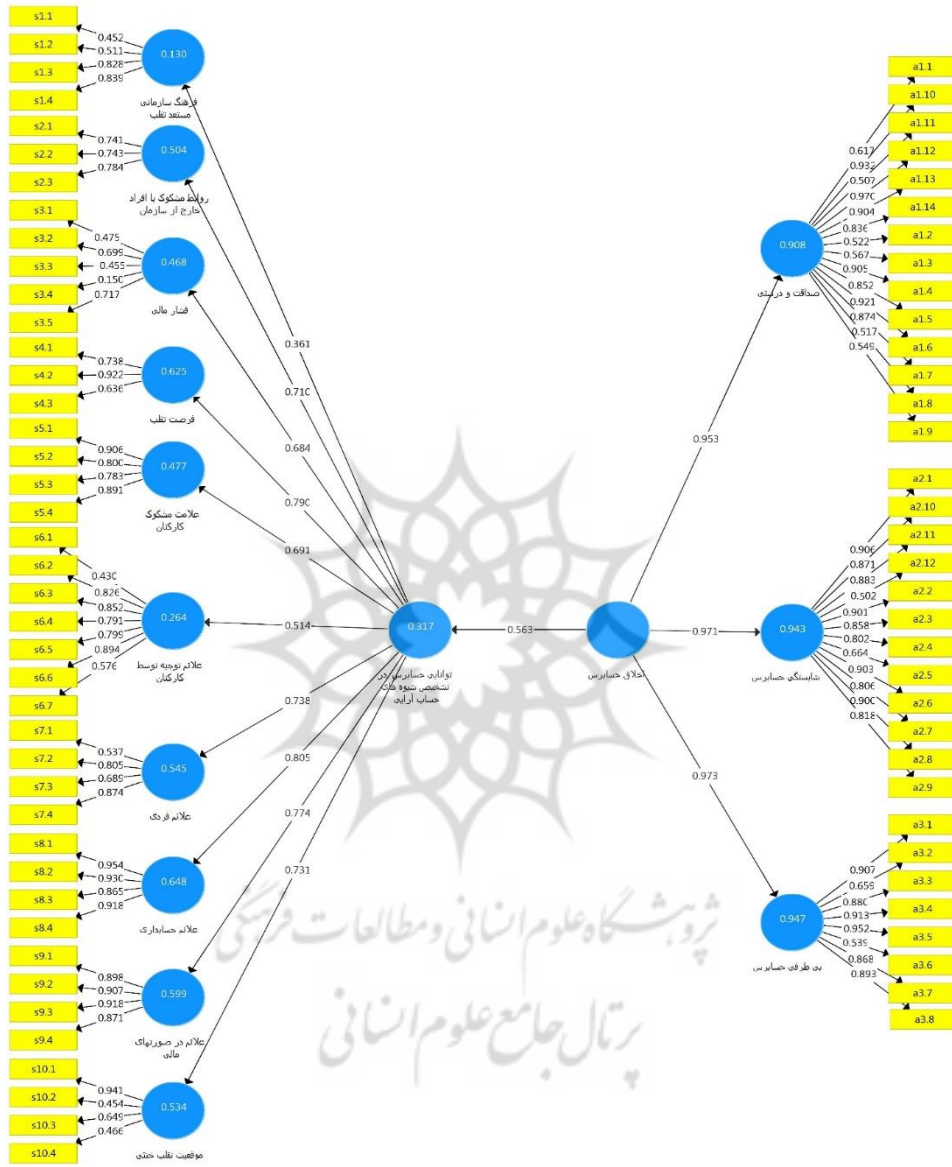 s1.1
s1.2
s1.3
s1.4
0.452
0.511
0.828
0.839
0.130
فرهنگ سازمانی
مستعد تقلب
s2.1
s2.2
s2.3
0.741
0.743
0.784
0.504
روابط مشکوک با افراد
خارج از سازمان
s3.1
s3.2
s3.3
s3.4
s3.5
0.475
0.699
0.455
0.150
0.717
0.468
فشار مالی
s4.1
s4.2
s4.3
0.738
0.922
0.636
0.625
فرصت تقلب
s5.1
s5.2
s5.3
s5.4
0.906
0.800
0.783
0.891
0.477
علامت مشکوک
کارکنان
s6.1
s6.2
s6.3
s6.4
s6.5
s6.6
s6.7
0.430
0.826
0.852
0.791
0.799
0.894
0.576
0.264
علائم توجیه توسط
کارکنان
s7.1
s7.2
s7.3
s7.4
0.537
0.805
0.689
0.874
0.545
علائم فردی
s8.1
s8.2
s8.3
s8.4
0.954
0.930
0.865
0.918
0.648
علائم حسابداری
s9.1
s9.2
s9.3
s9.4
0.898
0.907
0.918
0.871
0.599
علائم در صورتهای
مالی
s10.1
s10.2
s10.3
s10.4
0.941
0.454
0.649
0.466
0.534
موقعیت تقلب خنثی
0.361
0.710
0.684
0.790
0.691
0.514
0.738
0.805
0.774
0.731
0.317
توانایی حسابرس در
تشخیص شیوه های
حساب آرایی
0.563
اخلاق حسابرس
0.953
0.971
0.973
0.908
صداقت و درستی
0.617
0.932
0.507
0.970
0.904
0.836
0.522
0.567
0.905
0.852
0.921
0.874
0.517
0.549
a1.1
a1.10
a1.11
a1.12
a1.13
a1.14
a1.2
a1.3
a1.4
a1.5
a1.6
a1.7
a1.8
a1.9
0.943
شایستگی حسابرس
0.906
0.871
0.883
0.502
0.901
0.858
0.802
0.664
0.903
0.806
0.900
0.818
a2.1
a2.10
a2.11
a2.12
a2.2
a2.3
a2.4
a2.5
a2.6
a2.7
a2.8
a2.9
0.947
بی طرفی حسابرس
0.907
0.659
0.880
0.913
0.952
0.539
0.868
0.893
a3.1
a3.2
a3.3
a3.4
a3.5
a3.6
a3.7
a3.8
پژوهشگاه علوم انسانی و مطالعات فرهنگی
پرتال جامع علوم انسانی